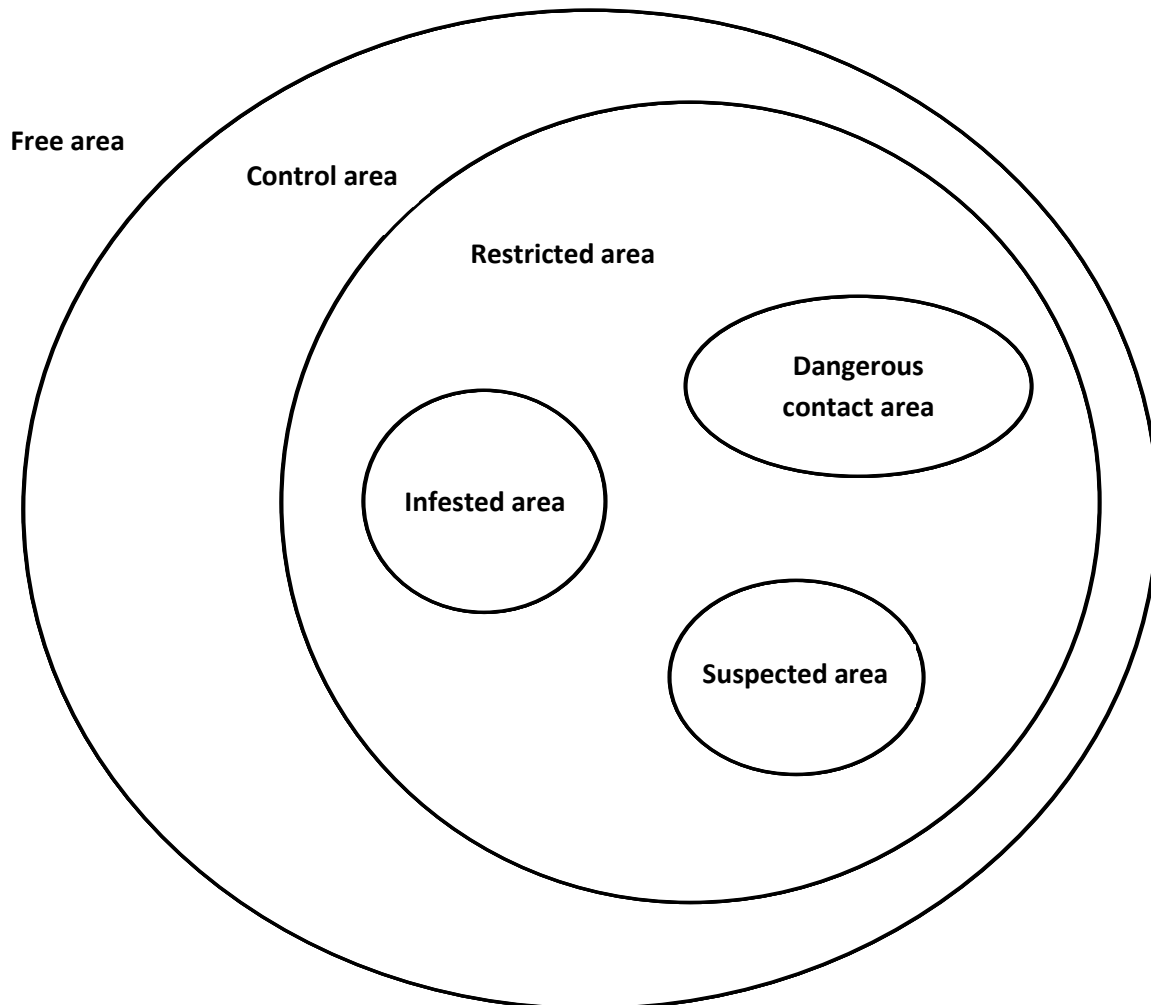 Free area
Control area
Restricted area
Dangerous
contact area
Infested area
Suspected area